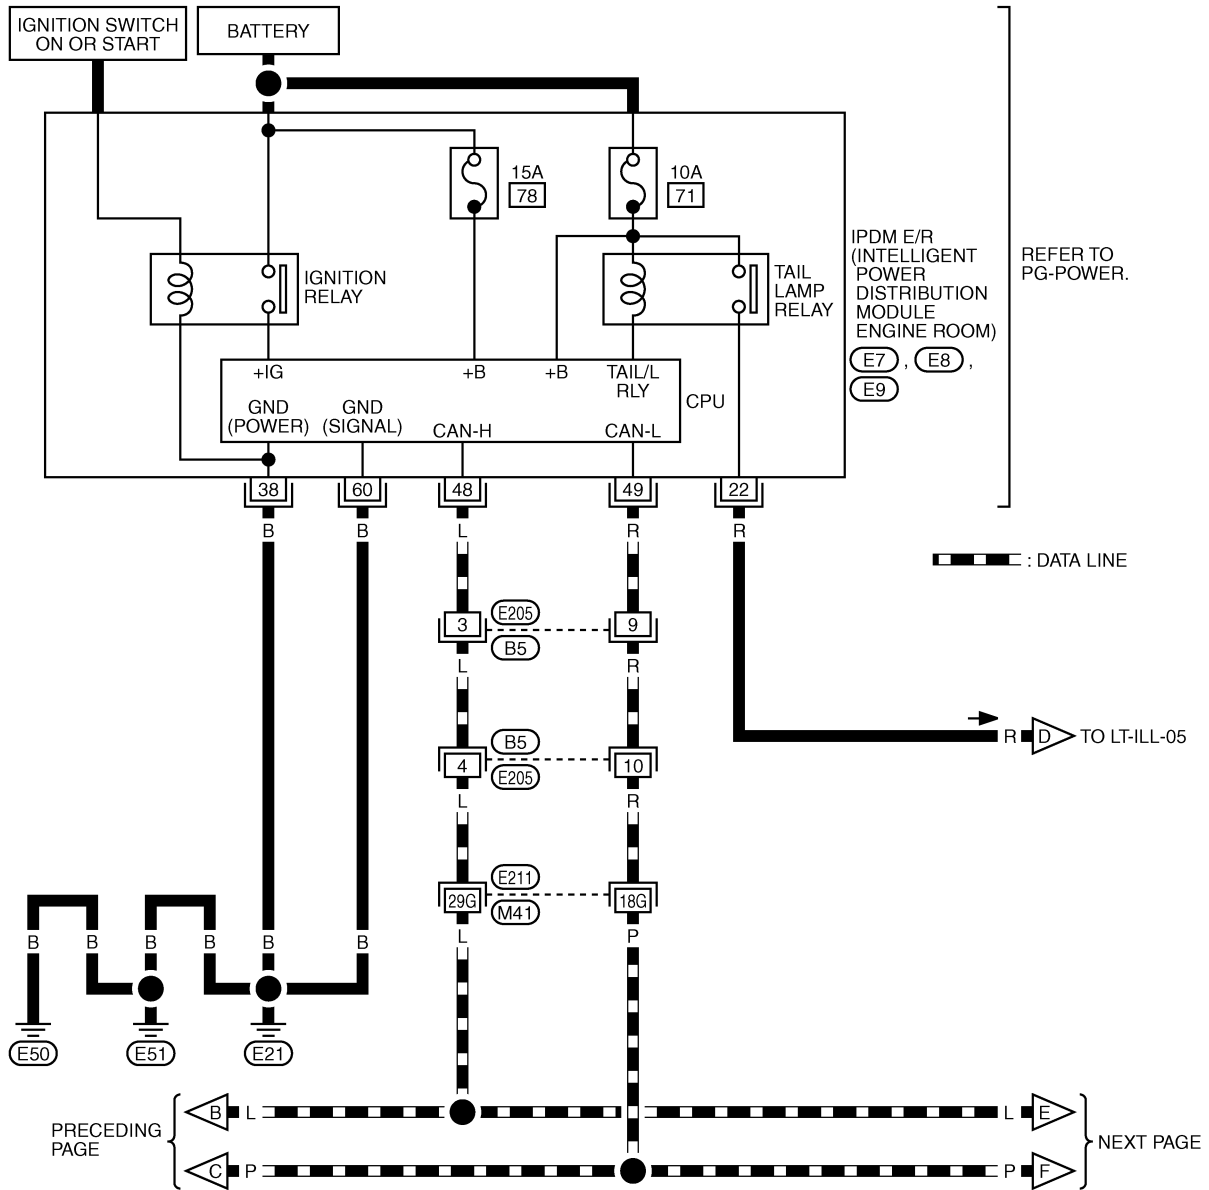 IGNITION SWITCH
ON OR START
BATTERY
15A
78
10A
71
IGNITION
RELAY
TAIL
LAMP
RELAY
IPDM E/R
(INTELLIGENT
POWER
DISTRIBUTION
MODULE
ENGINE ROOM)
E7 , E8 ,
E9
REFER TO
PG-POWER.
+IG
+B
+B
TAIL/L
RLY
CPU
GND
(POWER)
GND
(SIGNAL)
CAN-H
CAN-L
38
60
48
49
22
B
B
L
R
R
: DATA LINE
3
E205
B5
9
L
R
B5
E205
4
10
L
R
R
D
TO LT-ILL-05
E211
M41
29G
18G
L
P
B
B
B
B
B
B
E50
E51
E21
PRECEDING
PAGE
B
L
L
E
C
P
P
F
NEXT PAGE